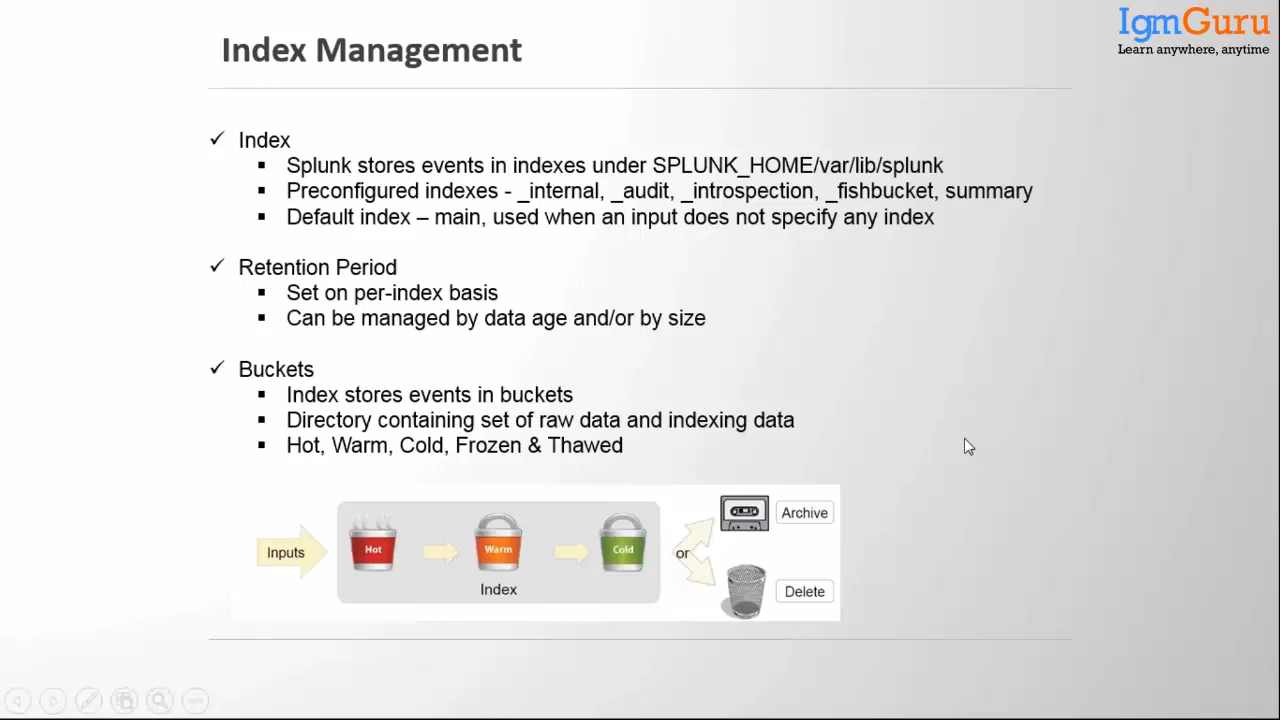 IgmGuru
Learn anywhere, anytime
Index Management
Index
Splunk stores events in indexes under SPLUNK_HOME/var/lib/splunk
Preconfigured indexes - _internal, _audit, _introspection, _fishbucket, summary
Default index – main, used when an input does not specify any index
Retention Period
Set on per-index basis
Can be managed by data age and/or by size
Buckets
Index stores events in buckets
Directory containing set of raw data and indexing data
Hot, Warm, Cold, Frozen & Thawed
Inputs
Hot
Warm
Cold
Index
or
Archive
Delete